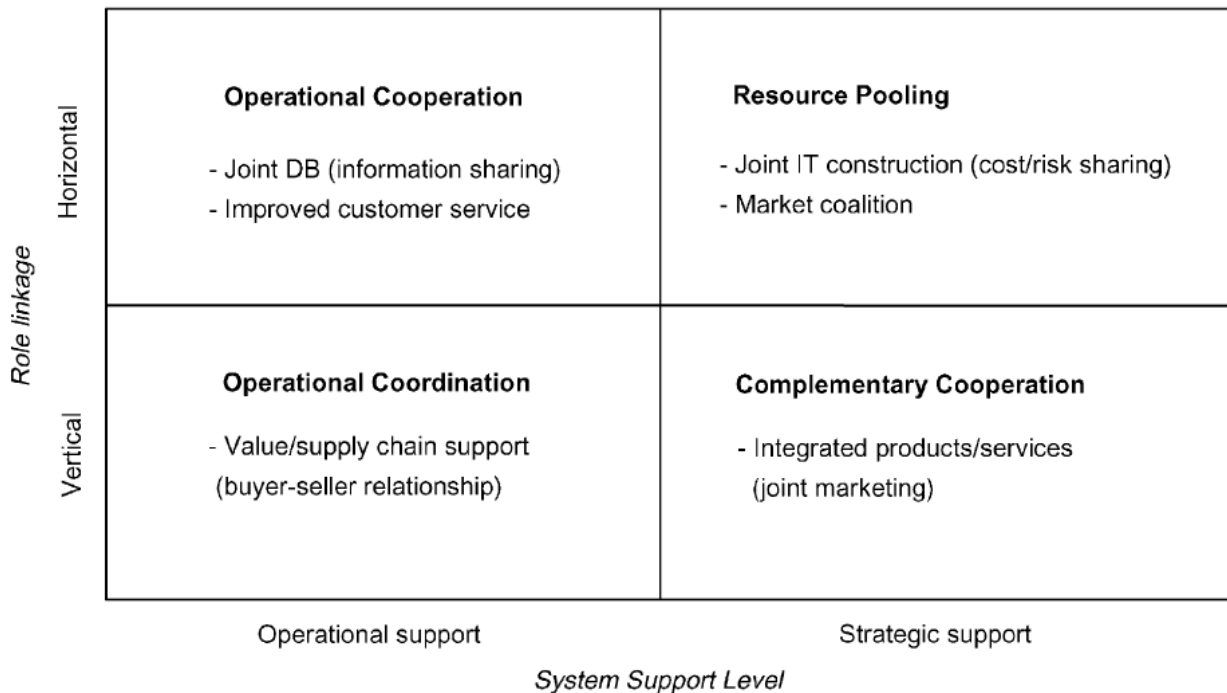 Role linkage
Horizontal
Operational Cooperation
- Joint DB (information sharing)
- Improved customer service
Resource Pooling
- Joint IT construction (cost/risk sharing)
- Market coalition
Vertical
Operational Coordination
- Value/supply chain support
(buyer-seller relationship)
Complementary Cooperation
- Integrated products/services
(joint marketing)
Operational support
Strategic support
System Support Level